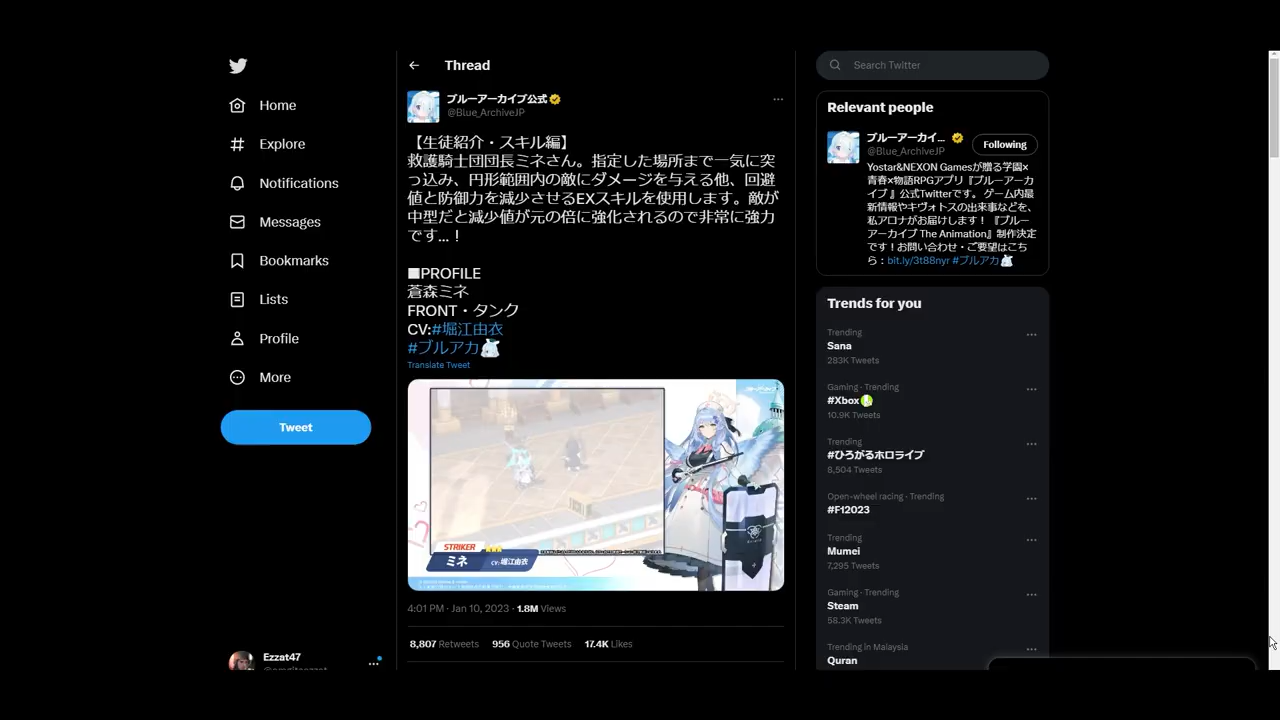 Home
Explore
Notifications
Messages
Bookmarks
Lists
Profile
More
Tweet
Ezzat47
Thread
ブルーアーカイブ公式
@Blue_ArchiveJP
【生徒紹介・スキル編】
救護騎士団団長ミネさん。指定した場所まで一気に突
っ込み、円形範囲内の敵にダメージを与える他、回避
値と防御力を減少させるEXスキルを使用します。敵が
中型だと減少値が元の倍に強化されるので非常に強力
です...！
■PROFILE
蒼森ミネ
FRONT・タンク
CV:#堀江由衣
#ブルアカ
Translate Tweet
STRIKER
ミネ
CV:堀江由衣
4:01 PM · Jan 10, 2023 · 1.8M Views
8,807 Retweets 956 Quote Tweets 17.4K Likes
Search Twitter
Relevant people
ブルーアーカイ...
@Blue_ArchiveJP
Following
Yostar&NEXON Gamesが贈る学園×
青春×物語RPGアプリ『ブルーアーカ
イブ 』公式Twitterです。 ゲーム内最
新情報やキヴォトスの出来事などを、
私アロナがお届けします！『ブルー
アーカイブ The Animation』制作決定
です！お問い合わせ・ご要望はこち
ら：bit.ly/3t88nyr #ブルアカ
Trends for you
Trending
Sana
283K Tweets
Gaming · Trending
#Xbox
10.9K Tweets
Trending
#ひろがるホロライブ
8,504 Tweets
Open-wheel racing · Trending
#F12023
Trending
Mumei
7,295 Tweets
Gaming · Trending
Steam
58.3K Tweets
Trending in Malaysia
Quran